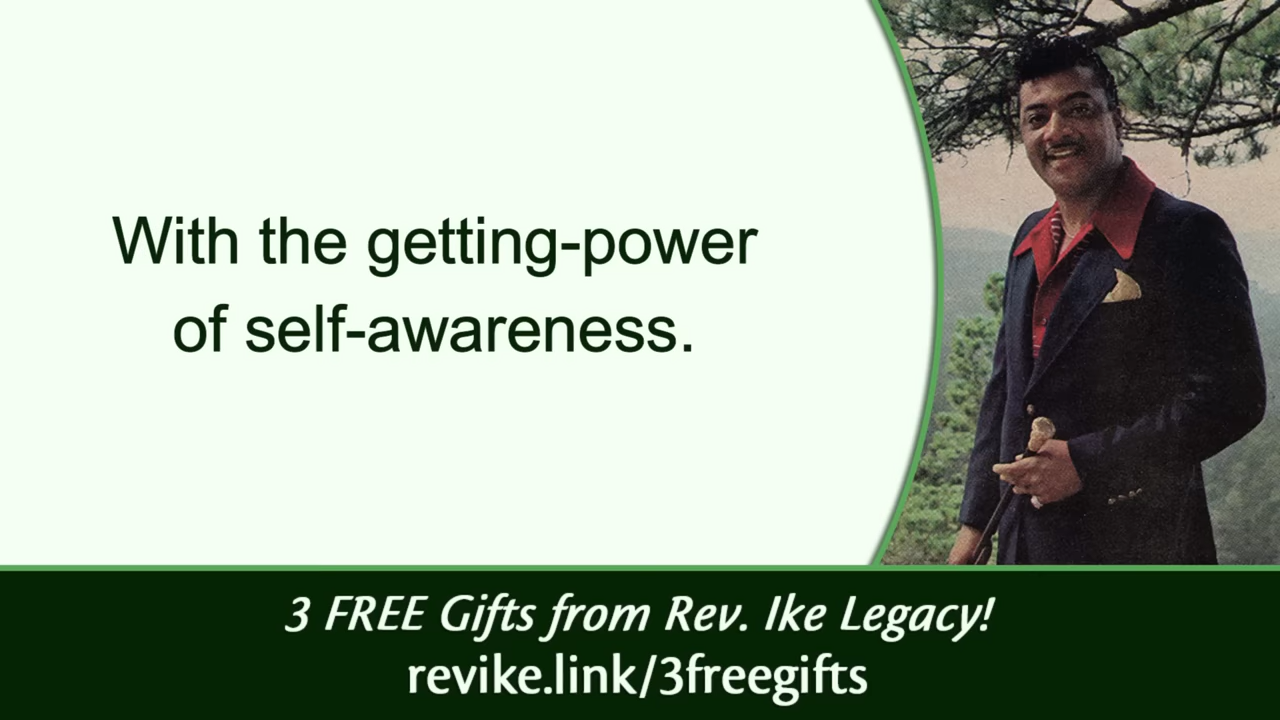 With the getting-power
of self-awareness.
3 FREE Gifts from Rev. Ike Legacy!
revike.link/3freegifts